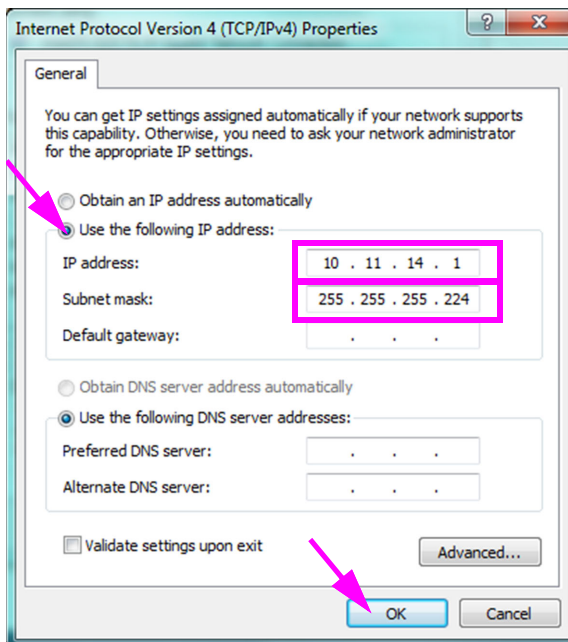 Internet Protocol Version 4 (TCP/IPv4) Properties
General
You can get IP settings assigned automatically if your network supports
this capability. Otherwise, you need to ask your network administrator
for the appropriate IP settings.
Obtain an IP address automatically
Use the following IP address:
IP address: 10 . 11 . 14 . 1
Subnet mask: 255 . 255 . 255 . 224
Default gateway: . . .
Obtain DNS server address automatically
Use the following DNS server addresses:
Preferred DNS server: . . .
Alternate DNS server: . . .
Validate settings upon exit
Advanced...
OK Cancel